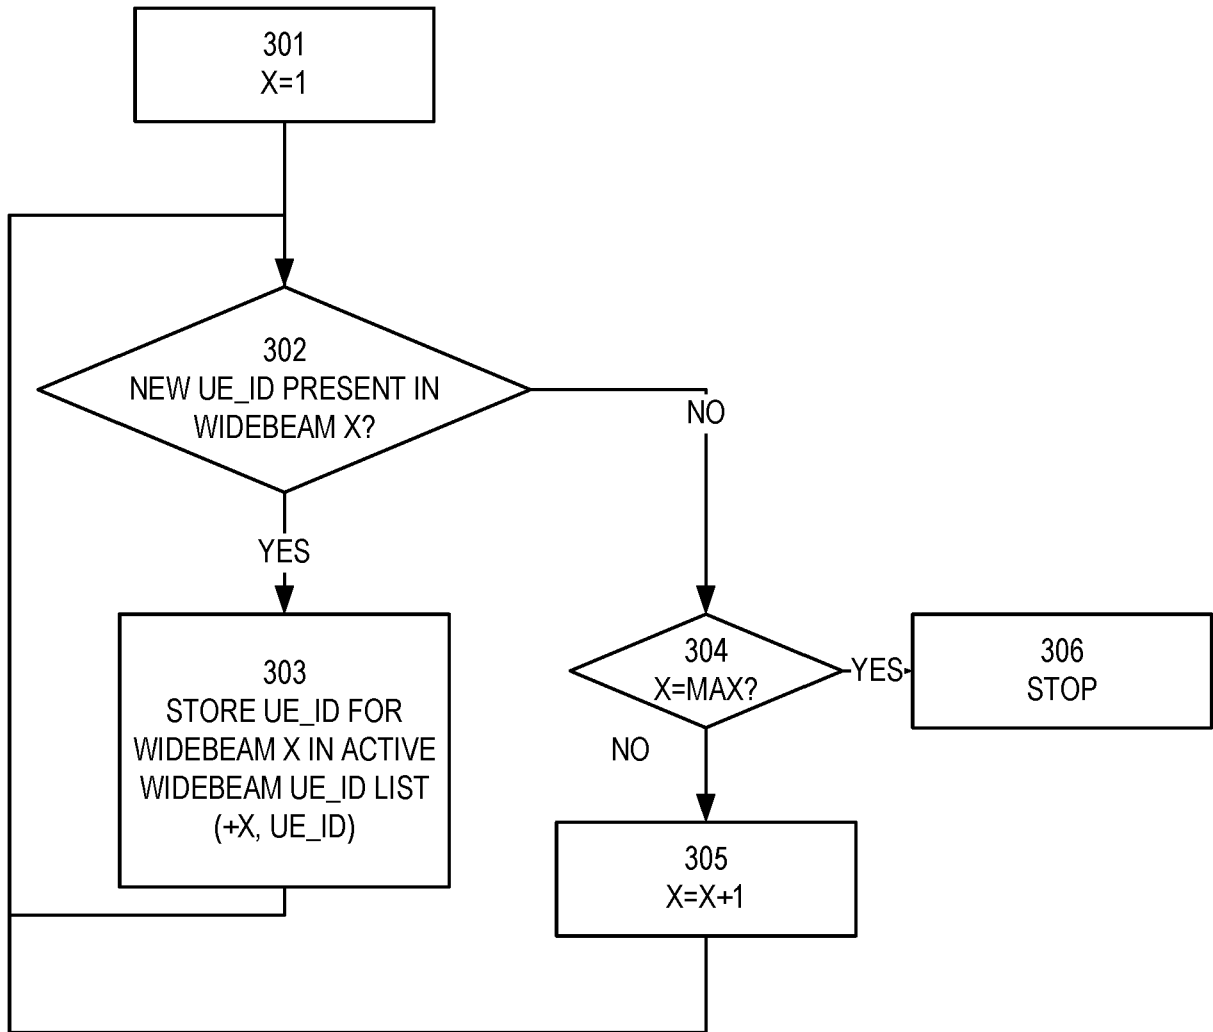 301
X=1
302
NEW UE_ID PRESENT IN
WIDEBEAM X?
NO
YES
303
STORE UE_ID FOR
WIDEBEAM X IN ACTIVE
WIDEBEAM UE_ID LIST
(+X, UE_ID)
304
X=MAX?
YES
306
STOP
NO
305
X=X+1